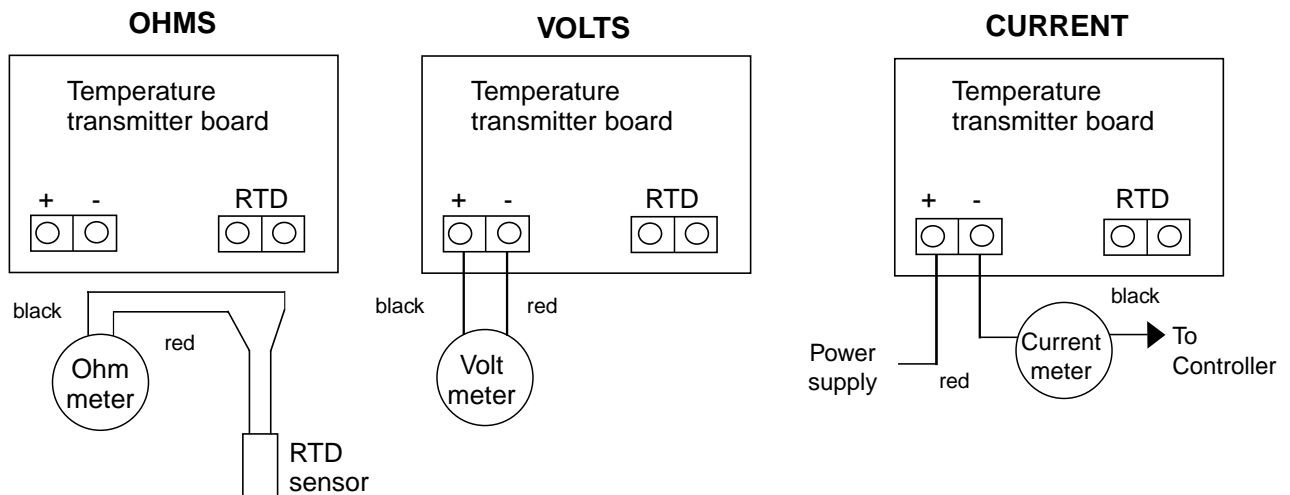 OHMS
Temperature
transmitter board
+ -
RTD
black
red
Ohm
meter
RTD
sensor
VOLTS
Temperature
transmitter board
+ -
RTD
black
red
Volt
meter
CURRENT
Temperature
transmitter board
+ -
RTD
black
Power
supply
red
Current
meter
To
Controller